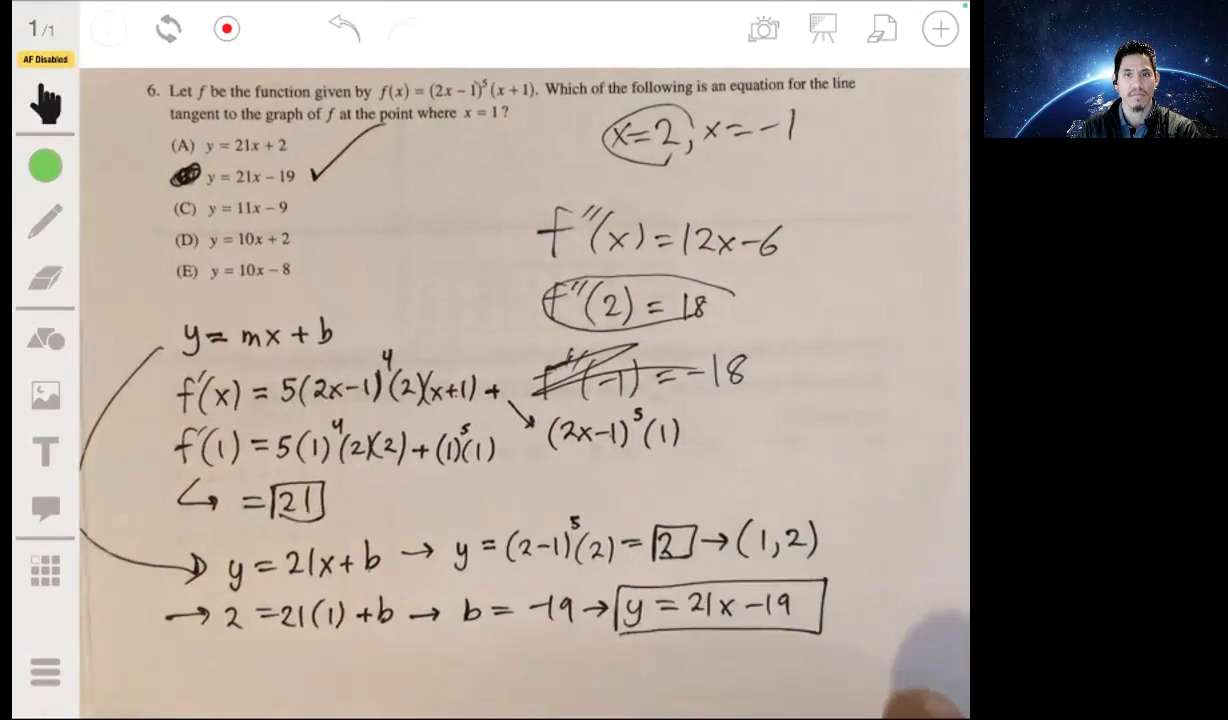 1/1
AF Disabled
6. Let f be the function given by f(x) = (2x − 1)⁵ (x + 1). Which of the following is an equation for the line
tangent to the graph of f at the point where x = 1 ?
(A) y = 21x + 2
y = 21x − 19 ✓
(C) y = 11x − 9
(D) y = 10x + 2
(E) y = 10x − 8
x=2, x=-1
f''(x) = 12x-6
f''(2) = 18
f''(-1) = -18
y = mx + b
f'(x) = 5(2x-1)⁴(2)(x+1) +
↘ (2x-1)⁵(1)
f'(1) = 5(1)⁴(2)(2) + (1)⁵(1)
↳ = 21
y = 21x + b → y = (2-1)⁵(2) = 2 → (1,2)
→ 2 = 21(1) + b → b = -19 → y = 21x -19
T